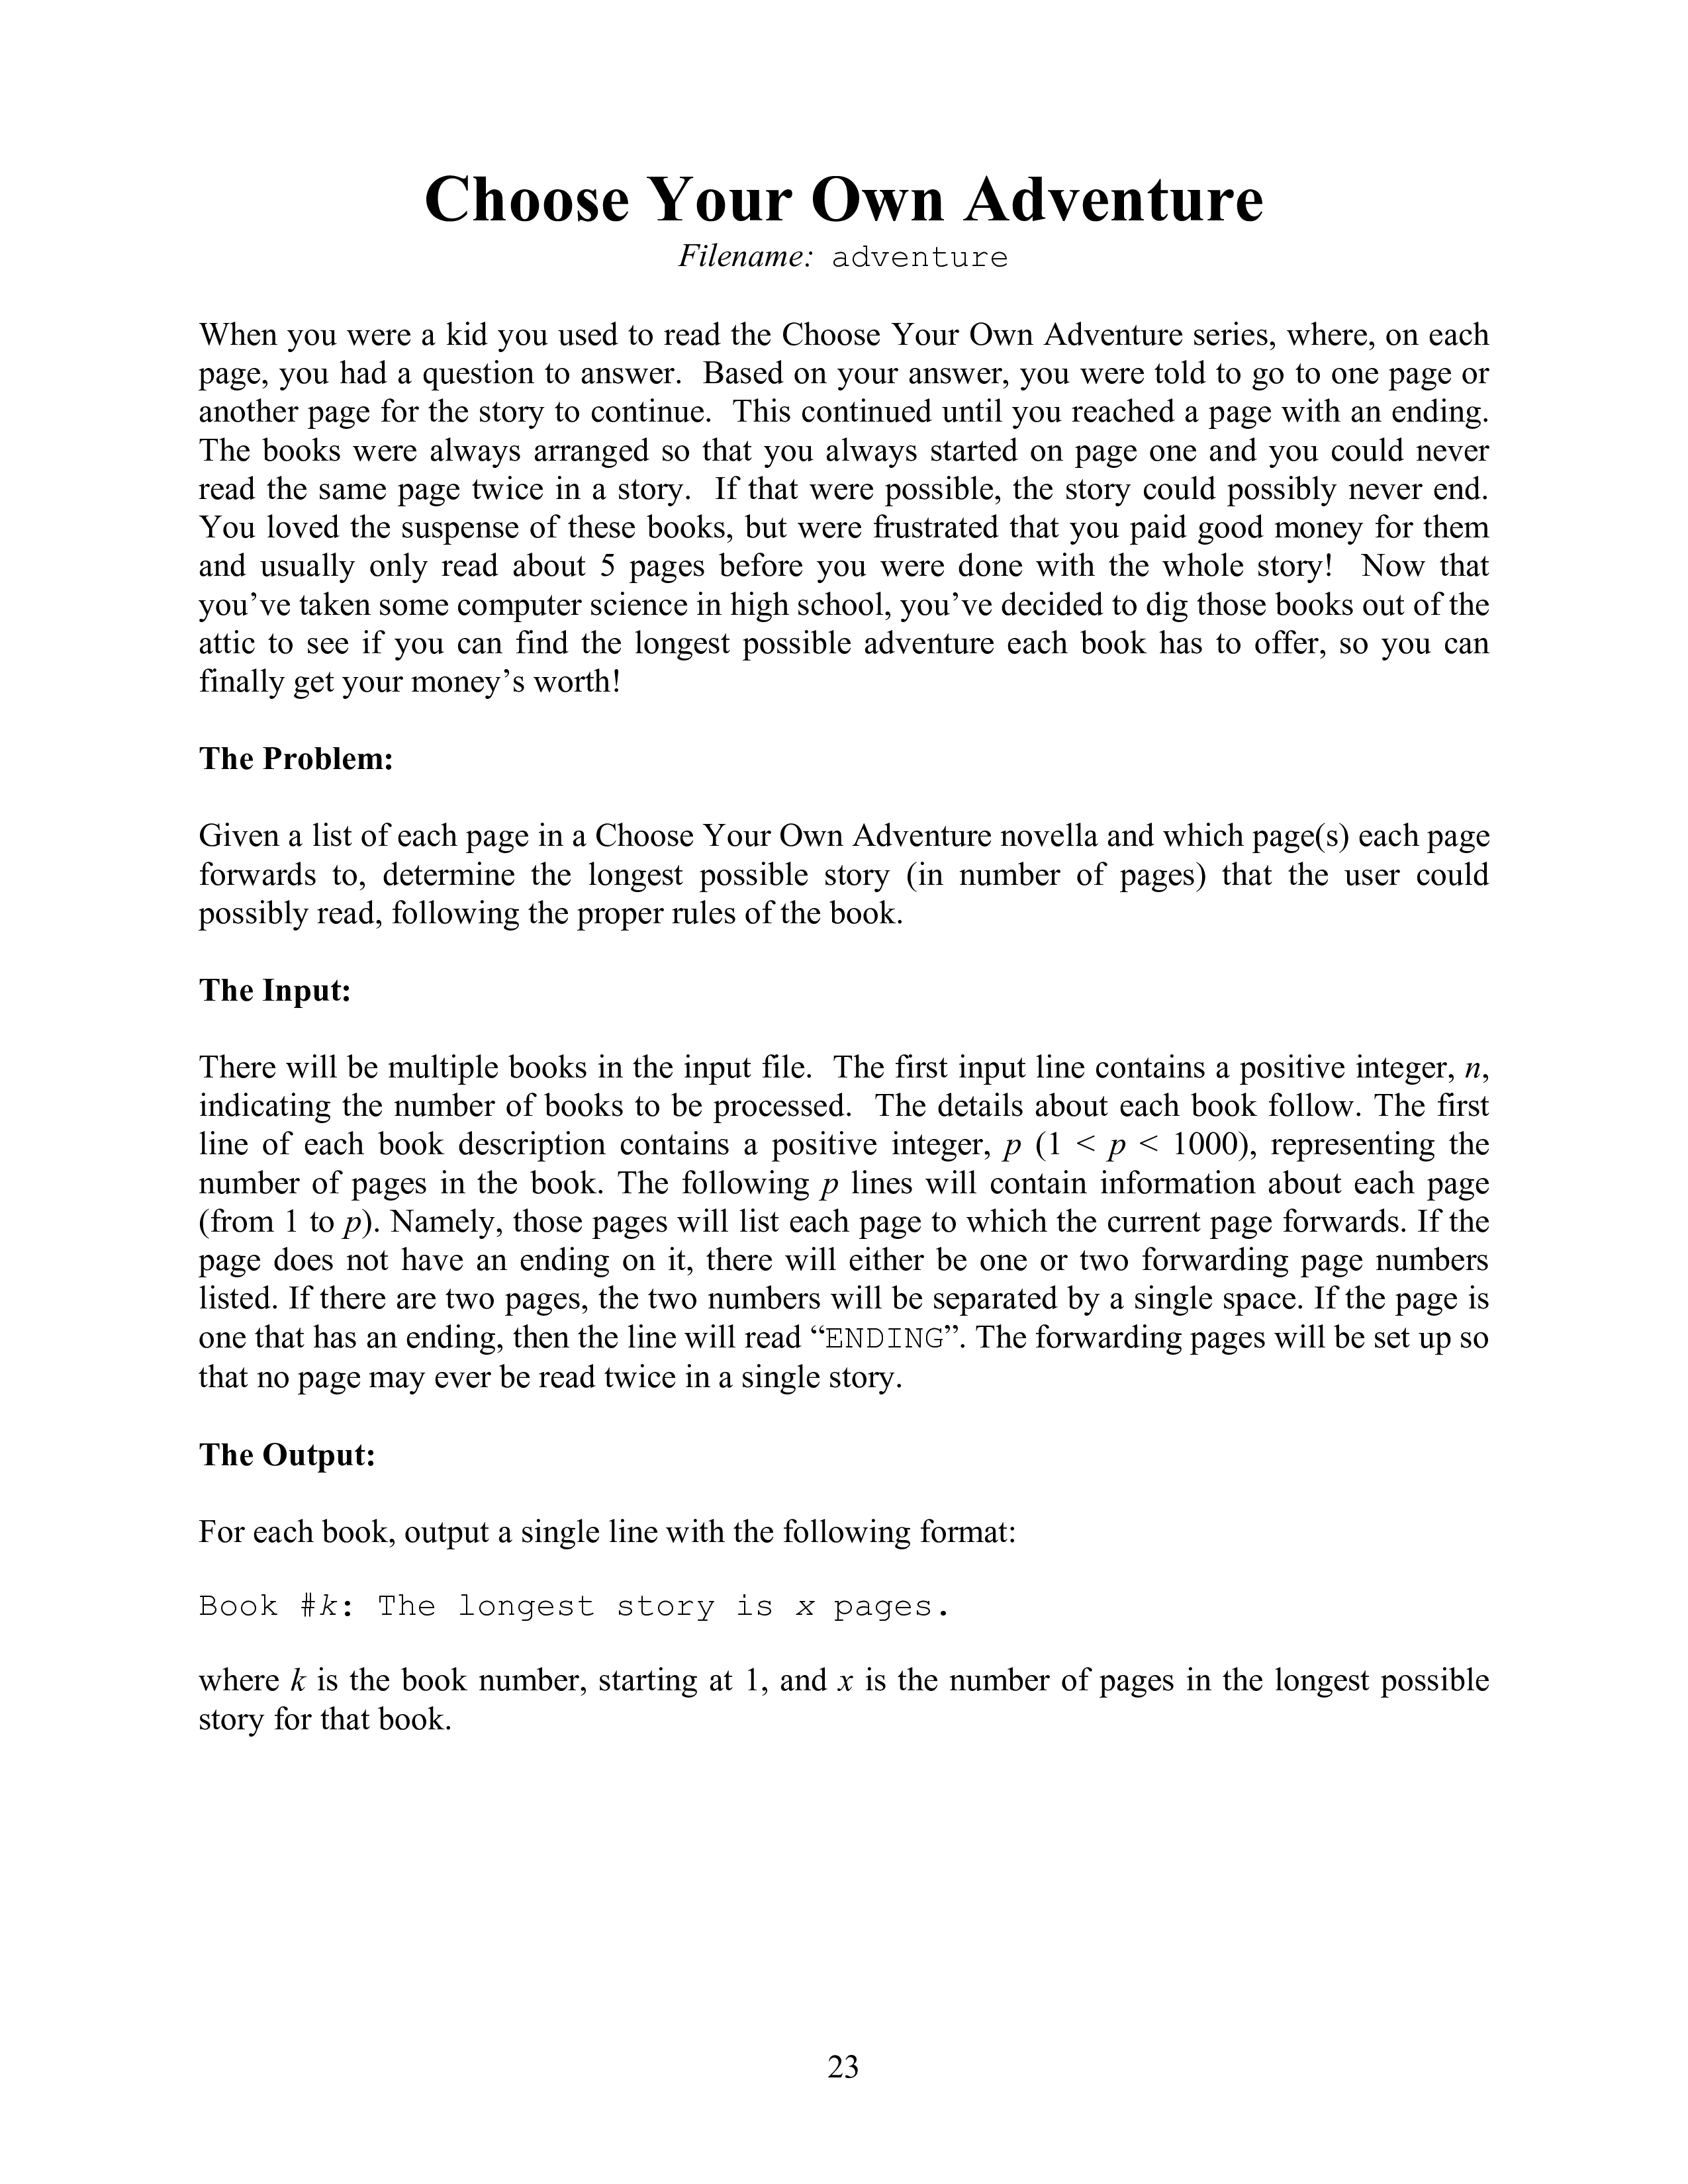 Choose Your Own Adventure
Filename: adventure
When you were a kid you used to read the Choose Your Own Adventure series, where, on each
page, you had a question to answer.  Based on your answer, you were told to go to one page or
another page for the story to continue.  This continued until you reached a page with an ending.
The books were always arranged so that you always started on page one and you could never
read the same page twice in a story.  If that were possible, the story could possibly never end.
You loved the suspense of these books, but were frustrated that you paid good money for them
and usually only read about 5 pages before you were done with the whole story!  Now that
you’ve taken some computer science in high school, you’ve decided to dig those books out of the
attic to see if you can find the longest possible adventure each book has to offer, so you can
finally get your money’s worth!
The Problem:
Given a list of each page in a Choose Your Own Adventure novella and which page(s) each page
forwards to, determine the longest possible story (in number of pages) that the user could
possibly read, following the proper rules of the book.
The Input:
There will be multiple books in the input file.  The first input line contains a positive integer, n,
indicating the number of books to be processed.  The details about each book follow. The first
line of each book description contains a positive integer, p (1 < p < 1000), representing the
number of pages in the book. The following p lines will contain information about each page
(from 1 to p). Namely, those pages will list each page to which the current page forwards. If the
page does not have an ending on it, there will either be one or two forwarding page numbers
listed. If there are two pages, the two numbers will be separated by a single space. If the page is
one that has an ending, then the line will read “ENDING”. The forwarding pages will be set up so
that no page may ever be read twice in a single story.
The Output:
For each book, output a single line with the following format:
Book #k: The longest story is x pages.
where k is the book number, starting at 1, and x is the number of pages in the longest possible
story for that book.
23